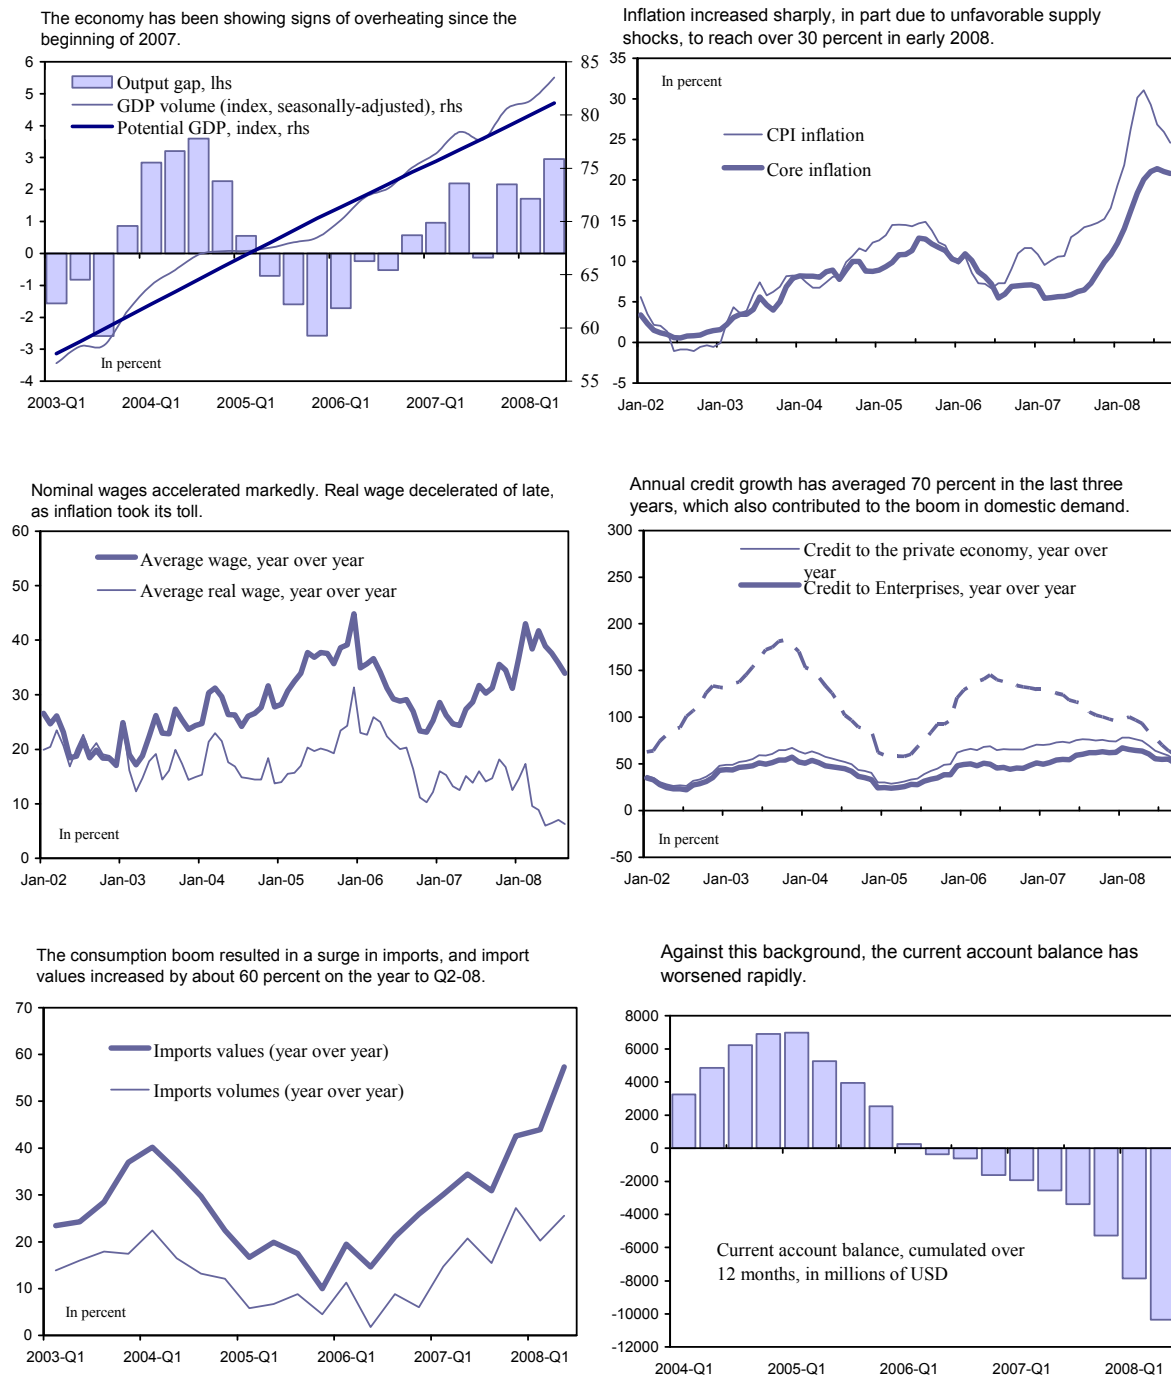 The economy has been showing signs of overheating since the
beginning of 2007.
6
5
4
3
2
1
0
-1
-2
-3
-4
85
80
75
70
65
60
55
Output gap, lhs
GDP volume (index, seasonally-adjusted), rhs
Potential GDP, index, rhs
In percent
2003-Q1 2004-Q1 2005-Q1 2006-Q1 2007-Q1 2008-Q1
Inflation increased sharply, in part due to unfavorable supply
shocks, to reach over 30 percent in early 2008.
35
30
25
20
15
10
5
0
-5
In percent
CPI inflation
Core inflation
Jan-02 Jan-03 Jan-04 Jan-05 Jan-06 Jan-07 Jan-08
Nominal wages accelerated markedly. Real wage decelerated of late,
as inflation took its toll.
60
50
40
30
20
10
0
Average wage, year over year
Average real wage, year over year
In percent
Jan-02 Jan-03 Jan-04 Jan-05 Jan-06 Jan-07 Jan-08
Annual credit growth has averaged 70 percent in the last three
years, which also contributed to the boom in domestic demand.
300
250
200
150
100
50
0
-50
Credit to the private economy, year over
year
Credit to Enterprises, year over year
In percent
Jan-02 Jan-03 Jan-04 Jan-05 Jan-06 Jan-07 Jan-08
The consumption boom resulted in a surge in imports, and import
values increased by about 60 percent on the year to Q2-08.
70
60
50
40
30
20
10
0
Imports values (year over year)
Imports volumes (year over year)
In percent
2003-Q1 2004-Q1 2005-Q1 2006-Q1 2007-Q1 2008-Q1
Against this background, the current account balance has
worsened rapidly.
8000
6000
4000
2000
0
-2000
-4000
-6000
-8000
-10000
-12000
Current account balance, cumulated over
12 months, in millions of USD
2004-Q1 2005-Q1 2006-Q1 2007-Q1 2008-Q1